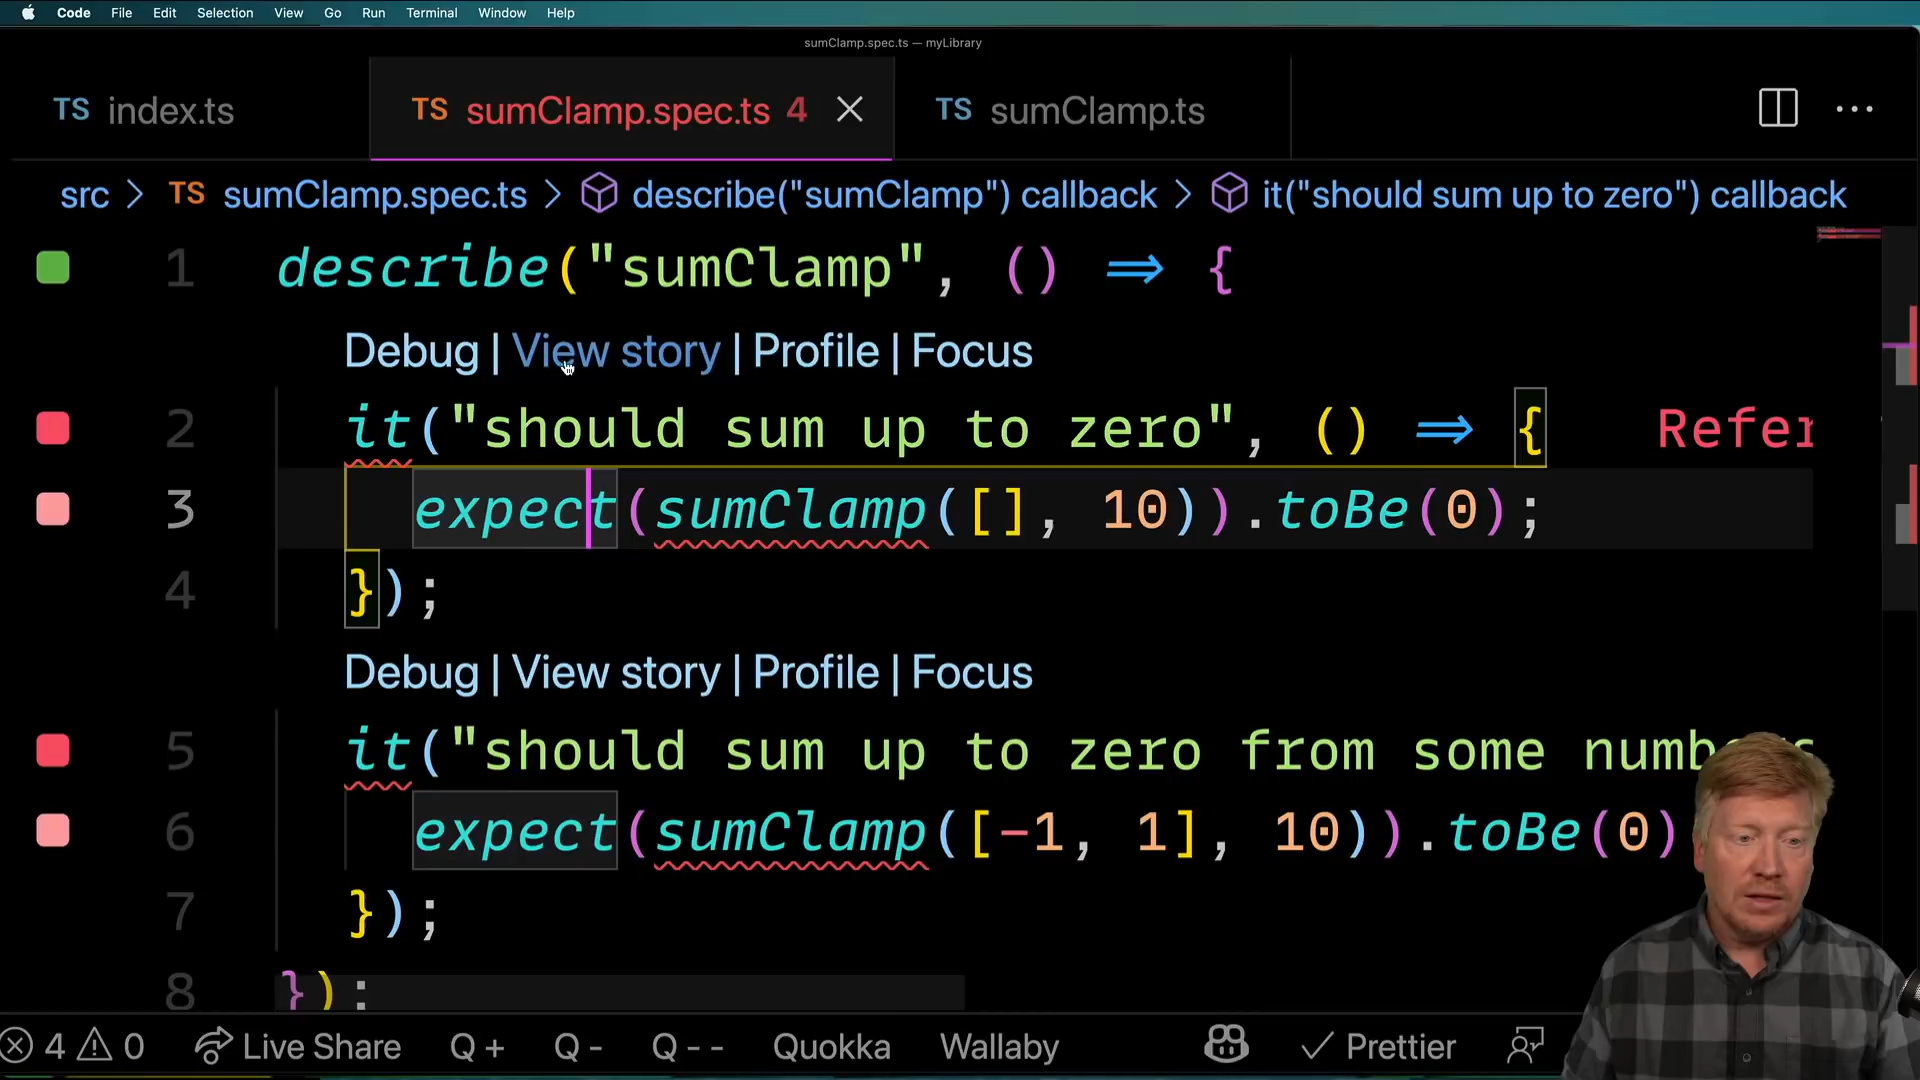 Code File Edit Selection View Go Run Terminal Window Help
sumClamp.spec.ts — myLibrary
TS index.ts TS sumClamp.spec.ts 4 TS sumClamp.ts
src > TS sumClamp.spec.ts > describe("sumClamp") callback > it("should sum up to zero") callback
1 describe("sumClamp", () => {
Debug | View story | Profile | Focus
2 it("should sum up to zero", () => { Refer
3 expect(sumClamp([], 10)).toBe(0);
4 });
Debug | View story | Profile | Focus
5 it("should sum up to zero from some numbers
6 expect(sumClamp([-1, 1], 10)).toBe(0)
7 });
8 });
4 0 Live Share Q + Q - Q - - Quokka Wallaby Prettier